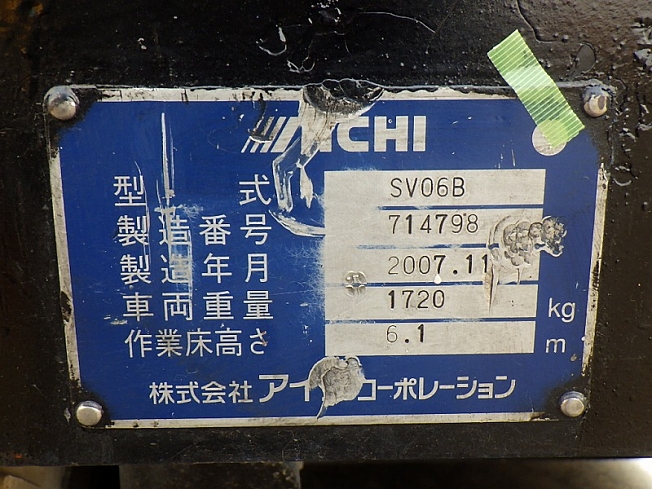 AICHI
型式 SV06B
製造番号 714798
製造年月 2007.11
車両重量 1720 kg
作業床高さ 6.1 m
株式会社アイ コーポレーション